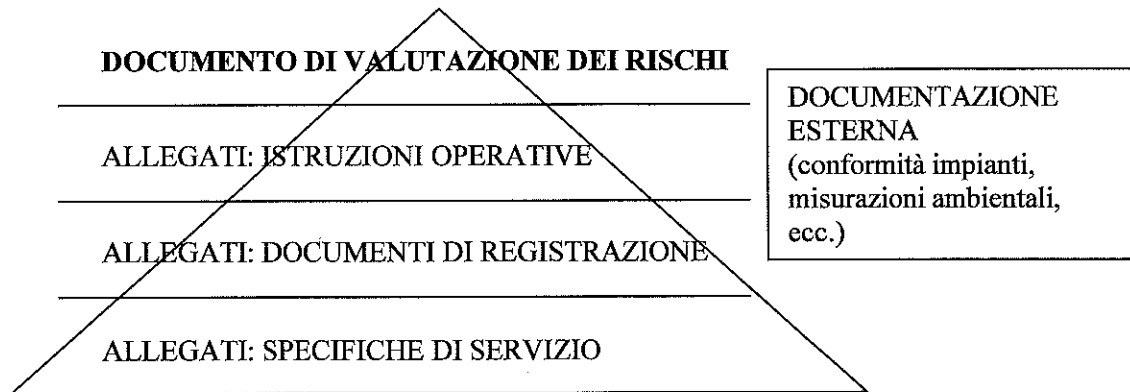 DOCUMENTO DI VALUTAZIONE DEI RISCHI
ALLEGATI: ISTRUZIONI OPERATIVE
ALLEGATI: DOCUMENTI DI REGISTRAZIONE
ALLEGATI: SPECIFICHE DI SERVIZIO
DOCUMENTAZIONE
ESTERNA
(conformità impianti,
misurazioni ambientali,
ecc.)